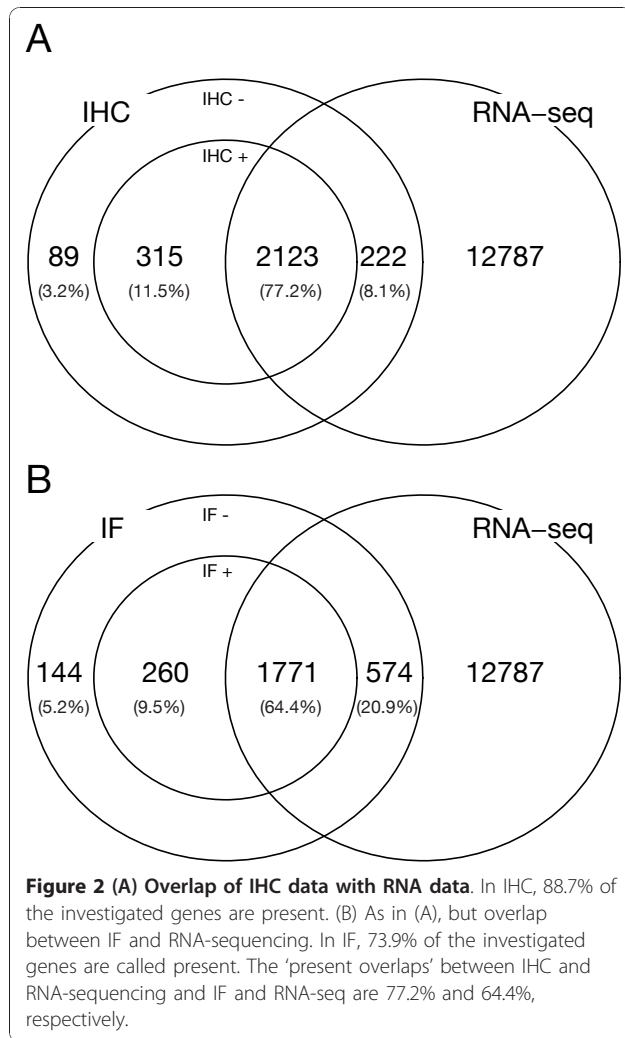 A
IHC -
IHC
RNA–seq
IHC +
89 315 2123 222 12787
(3.2%) (11.5%) (77.2%) (8.1%)
B
IF -
IF
RNA–seq
IF +
144 260 1771 574 12787
(5.2%) (9.5%) (64.4%) (20.9%)
Figure 2 (A) Overlap of IHC data with RNA data. In IHC, 88.7% of
the investigated genes are present. (B) As in (A), but overlap
between IF and RNA-sequencing. In IF, 73.9% of the investigated
genes are called present. The ‘present overlaps’ between IHC and
RNA-sequencing and IF and RNA-seq are 77.2% and 64.4%,
respectively.